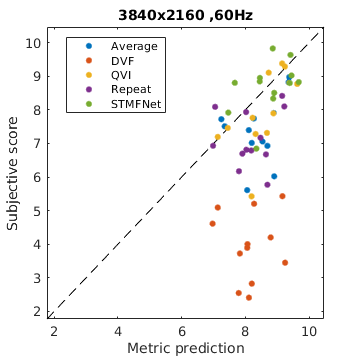 3840x2160 ,60Hz
Average
DVF
QVI
Repeat
STMFNet
Subjective score
10
9
8
7
6
5
4
3
2
2 4 6 8 10
Metric prediction